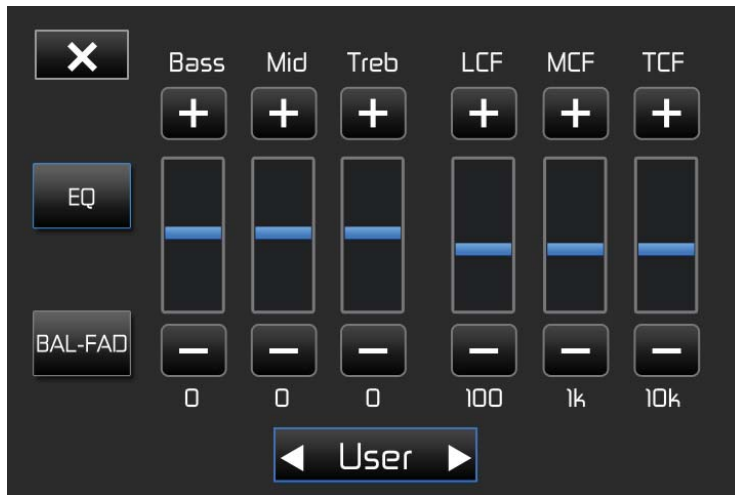 Bass Mid Treb LCF MCF TCF
EQ
BAL-FAD
0 0 0 100 1k 10k
User